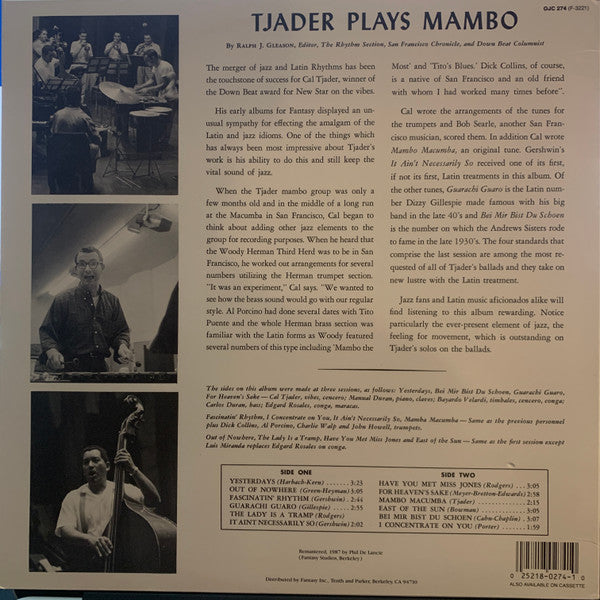 TJADER PLAYS MAMBO
OJC 274 (F-3221)
By RALPH J. GLEASON, Editor, The Rhythm Section, San Francisco Chronicle, and Down Beat Columnist
The merger of jazz and Latin Rhythms has been
the touchstone of success for Cal Tjader, winner of
the Down Beat award for New Star on the vibes.
His early albums for Fantasy displayed an un-
usual sympathy for effecting the amalgam of the
Latin and jazz idioms. One of the things which
has always been most impressive about Tjader's
work is his ability to do this and still keep the
vital sound of jazz.
When the Tjader mambo group was only a
few months old and in the middle of a long run
at the Macumba in San Francisco, Cal began to
think about adding other jazz elements to the
group for recording purposes. When he heard that
the Woody Herman Third Herd was to be in San
Francisco, he worked out arrangements for several
numbers utilizing the Herman trumpet section.
"It was an experiment," Cal says. "We wanted to
see how the brass sound would go with our regular
style. Al Porcino had done several dates with Tito
Puente and the whole Herman brass section was
familiar with the Latin forms as Woody featured
several numbers of this type including 'Mambo the
Most' and 'Tito's Blues.' Dick Collins, of course,
is a native of San Francisco and an old friend
with whom I had worked many times before".
Cal wrote the arrangements of the tunes for
the trumpets and Bob Searle, another San Fran-
cisco musician, scored them. In addition Cal wrote
Mambo Macumba, an original tune. Gershwin's
It Ain't Necessarily So received one of its first,
if not its first, Latin treatments in this album. Of
the other tunes, Guarachi Guaro is the Latin num-
ber Dizzy Gillespie made famous with his big
band in the late 40's and Bei Mir Bist Du Schoen
is the number on which the Andrews Sisters rode
to fame in the late 1930's. The four standards that
comprise the last session are among the most re-
quested of all of Tjader's ballads and they take on
new lustre with the Latin treatment.
Jazz fans and Latin music aficionados alike will
find listening to this album rewarding. Notice
particularly the ever-present element of jazz, the
feeling for movement, which is outstanding on
Tjader's solos on the ballads.
The sides on this album were made at three sessions, as follows: Yesterdays, Bei Mir Bist Du Schoen, Guarachi Guaro,
For Heaven's Sake — Cal Tjader, vibes, cencero; Manual Duran, piano, claves; Bayardo Velardi, timbales, cencero, conga;
Carlos Duran, bass; Edgard Rosales, conga, maracas.
Fascinatin' Rhythm, I Concentrate on You, It Ain't Necessarily So, Mamba Macumba — Same as the previous personnel
plus Dick Collins, Al Porcino, Charlie Walp and John Howell, trumpets.
Out of Nowhere, The Lady Is a Tramp, Have You Met Miss Jones and East of the Sun — Same as the first session except
Luis Miranda replaces Edgard Rosales on conga.
SIDE ONE
YESTERDAYS (Harbach-Kern) . . . . . . . 3:23
OUT OF NOWHERE (Green-Heyman) 3:05
FASCINATIN' RHYTHM (Gershwin) . . 2:44
GUARACHI GUARO (Gillespie) . . . . . 2:55
THE LADY IS A TRAMP (Rodgers)
IT AINT NECESSARILY SO (Gershwin) 2:02
SIDE TWO
HAVE YOU MET MISS JONES (Rodgers) . . . 3:05
FOR HEAVEN'S SAKE (Meyer-Bretton-Edwards) 2:38
MAMBO MACUMBA (Tjader) . . . . . . . 2:15
EAST OF THE SUN (Bowman) . . . . . . 3:05
BEI MIR BIST DU SCHOEN (Cahn-Chaplin) . 3:07
I CONCENTRATE ON YOU (Porter) . . . . 1:59
Remastered, 1987 by Phil De Lancie
(Fantasy Studios, Berkeley)
Distributed by Fantasy Inc., Tenth and Parker, Berkeley, CA 94710
0 25218-0274-1 0
ALSO AVAILABLE ON CASSETTE